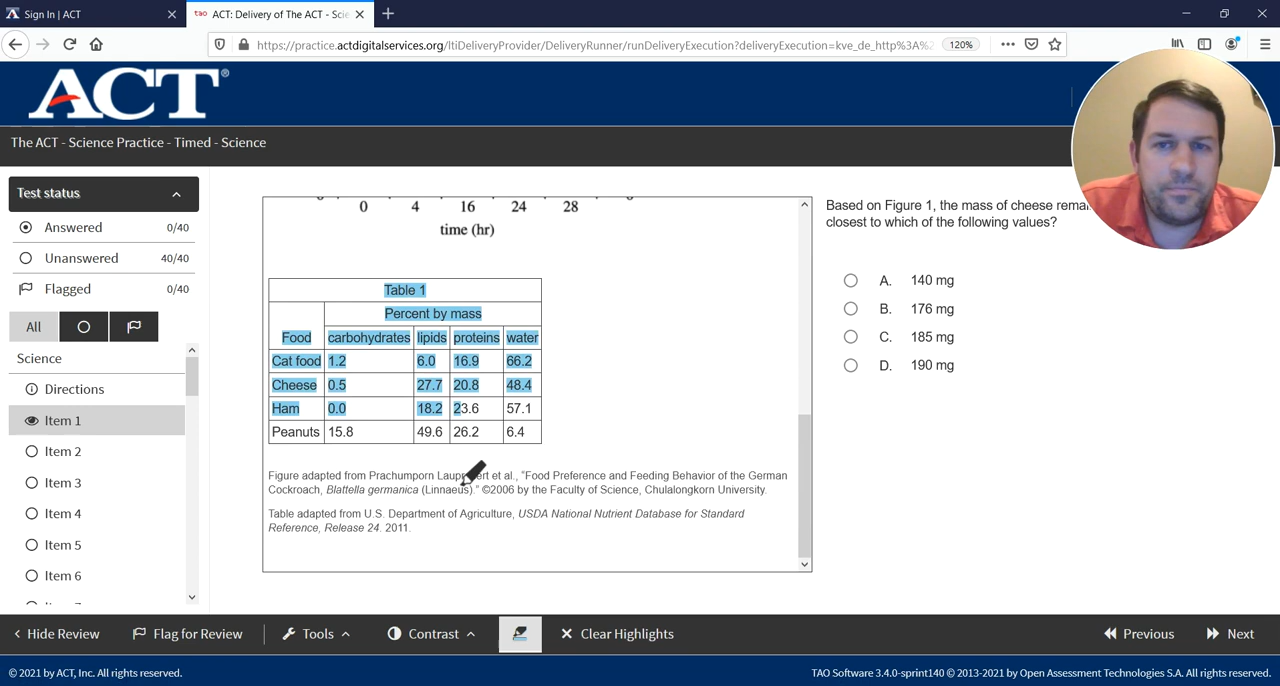 Sign In | ACT
tao ACT: Delivery of The ACT - Scie
https://practice.actdigitalservices.org/ltiDeliveryProvider/DeliveryRunner/runDeliveryExecution?deliveryExecution=kve_de_http%3A%2
120%
ACT®
The ACT - Science Practice - Timed - Science
Test status
Answered 0/40
Unanswered 40/40
Flagged 0/40
All
Science
Directions
Item 1
Item 2
Item 3
Item 4
Item 5
Item 6
0 4 16 24 28
time (hr)
Table 1
Percent by mass
Food carbohydrates lipids proteins water
Cat food 1.2 6.0 16.9 66.2
Cheese 0.5 27.7 20.8 48.4
Ham 0.0 18.2 23.6 57.1
Peanuts 15.8 49.6 26.2 6.4
Figure adapted from Prachumporn et al., "Food Preference and Feeding Behavior of the German
Cockroach, Blattella germanica (Linnaeus)." ©2006 by the Faculty of Science, Chulalongkorn University.
Table adapted from U.S. Department of Agriculture, USDA National Nutrient Database for Standard
Reference, Release 24. 2011.
Based on Figure 1, the mass of cheese
closest to which of the following values?
A. 140 mg
B. 176 mg
C. 185 mg
D. 190 mg
Hide Review
Flag for Review
Tools
Contrast
Clear Highlights
Previous
Next
© 2021 by ACT, Inc. All rights reserved.
TAO Software 3.4.0-sprint140 © 2013-2021 by Open Assessment Technologies S.A. All rights reserved.